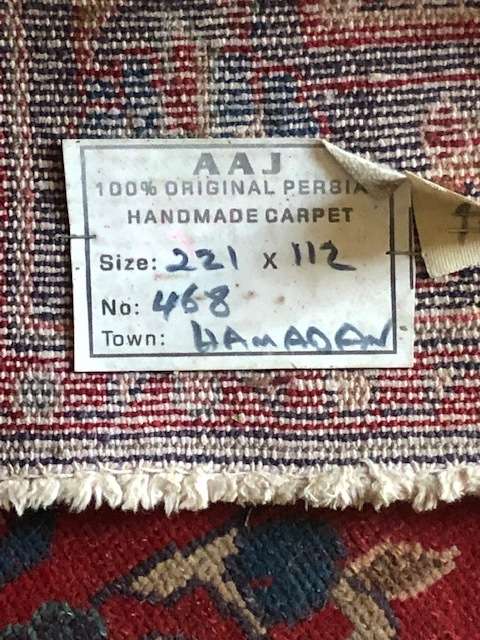 AAJ
100% ORIGINAL PERSIA
HANDMADE CARPET
Size: 221 x 112
No: 468
Town: HAMADAN